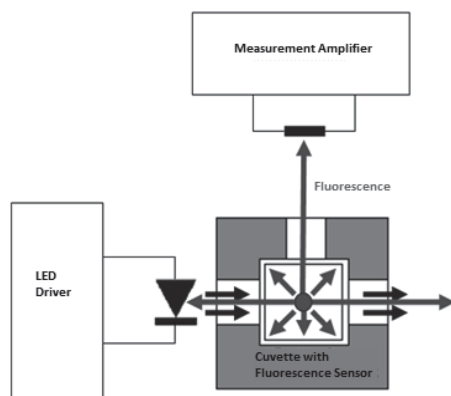 Measurement Amplifier
Fluorescence
LED
Driver
Cuvette with
Fluorescence Sensor